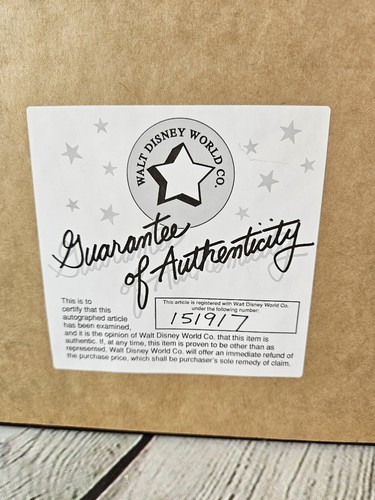 WALT DISNEY WORLD CO.
Guarantee
of Authenticity
This is to
certify that this
autographed article
has been examined,
This article is registered with Walt Disney World Co.
under the following number:
151917
and it is the opinion of Walt Disney World Co. that this item is
authentic. If, at any time, this item is proven to be other than as
represented, Walt Disney World Co. will offer an immediate refund of
the purchase price, which shall be purchaser's sole remedy of claim.